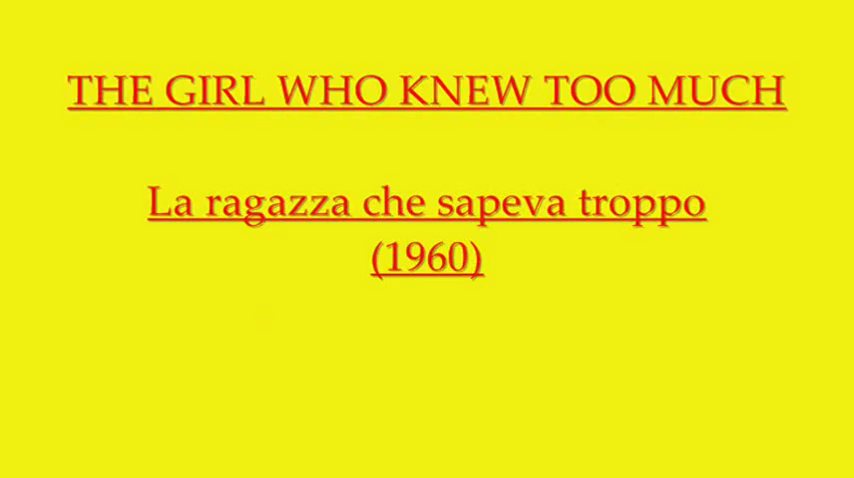 THE GIRL WHO KNEW TOO MUCH
La ragazza che sapeva troppo
(1960)